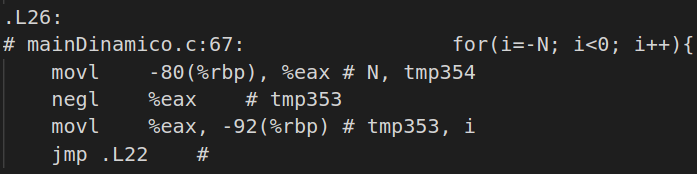 .L26:
# mainDinamico.c:67:                 for(i=-N; i<0; i++){
    movl    -80(%rbp), %eax # N, tmp354
    negl    %eax    # tmp353
    movl    %eax, -92(%rbp) # tmp353, i
    jmp .L22    #